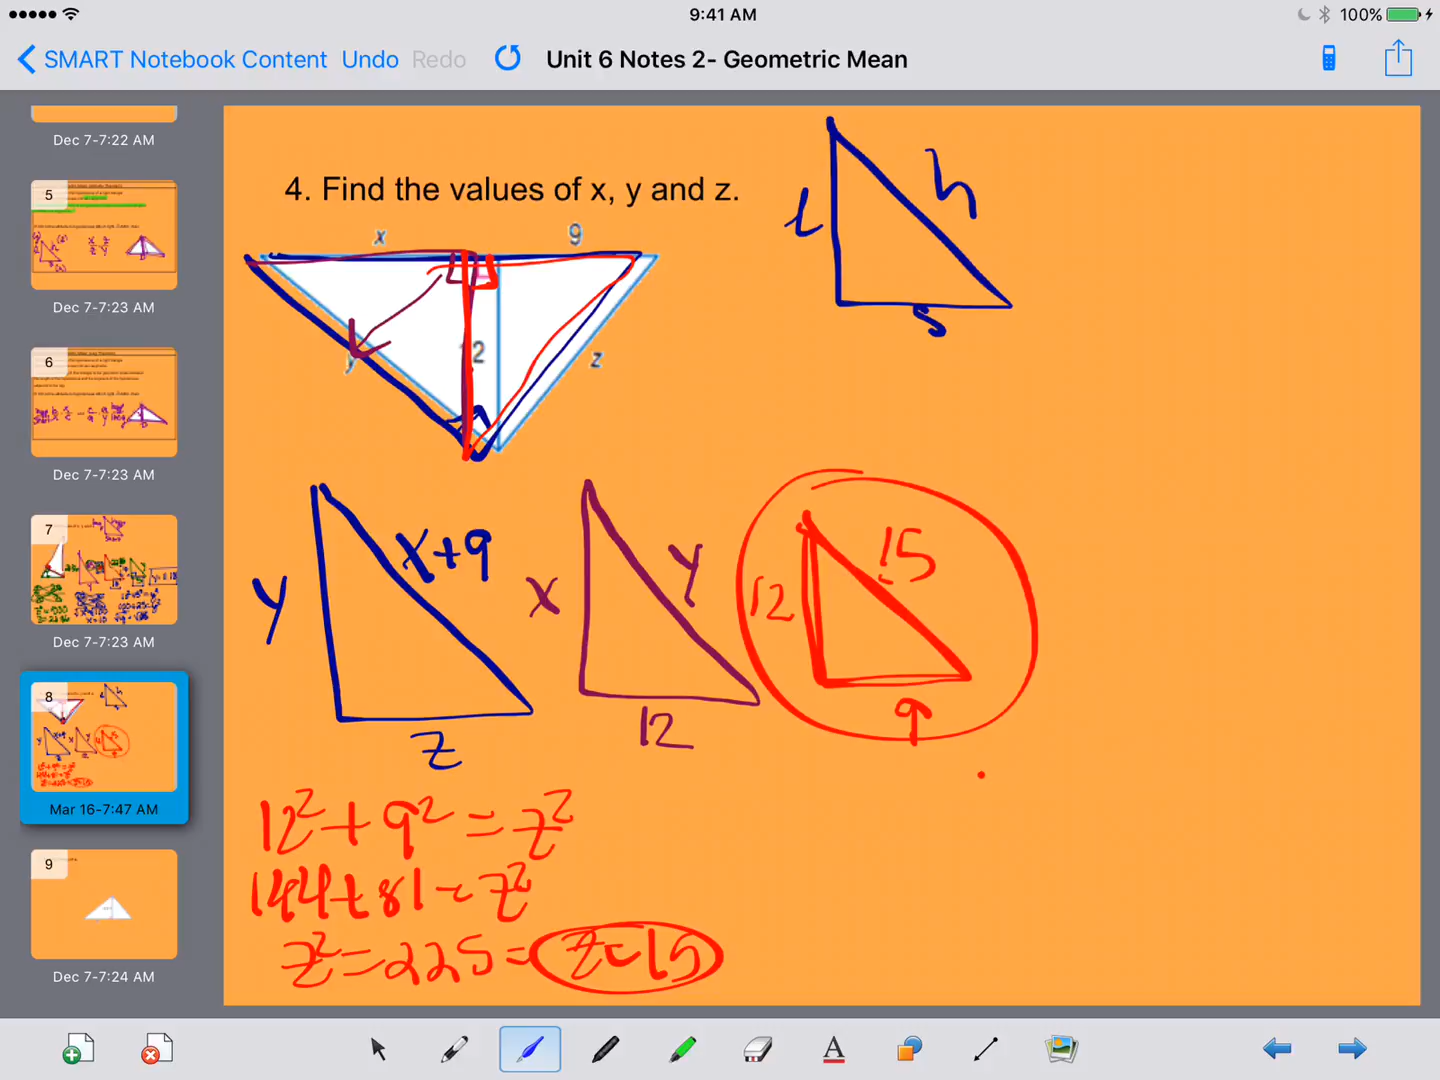 9:41 AM
100%
SMART Notebook Content
Undo
Redo
Unit 6 Notes 2- Geometric Mean
Dec 7-7:22 AM
5
Dec 7-7:23 AM
6
Dec 7-7:23 AM
7
Dec 7-7:23 AM
8
Mar 16-7:47 AM
9
Dec 7-7:24 AM
4. Find the values of x, y and z.
x
9
y
12
z
l
h
s
y
x+9
z
x
y
12
12
15
9
12² + 9² = z²
144 + 81 = z²
z² = 225 = z = 15
A